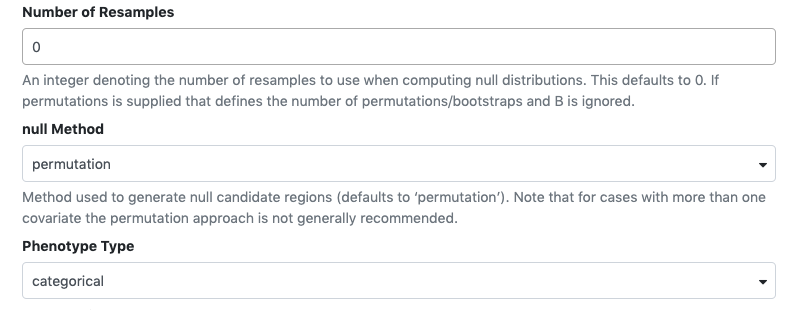 Number of Resamples
0
An integer denoting the number of resamples to use when computing null distributions. This defaults to 0. If
permutations is supplied that defines the number of permutations/bootstraps and B is ignored.
null Method
permutation
Method used to generate null candidate regions (defaults to ‘permutation’). Note that for cases with more than one
covariate the permutation approach is not generally recommended.
Phenotype Type
categorical